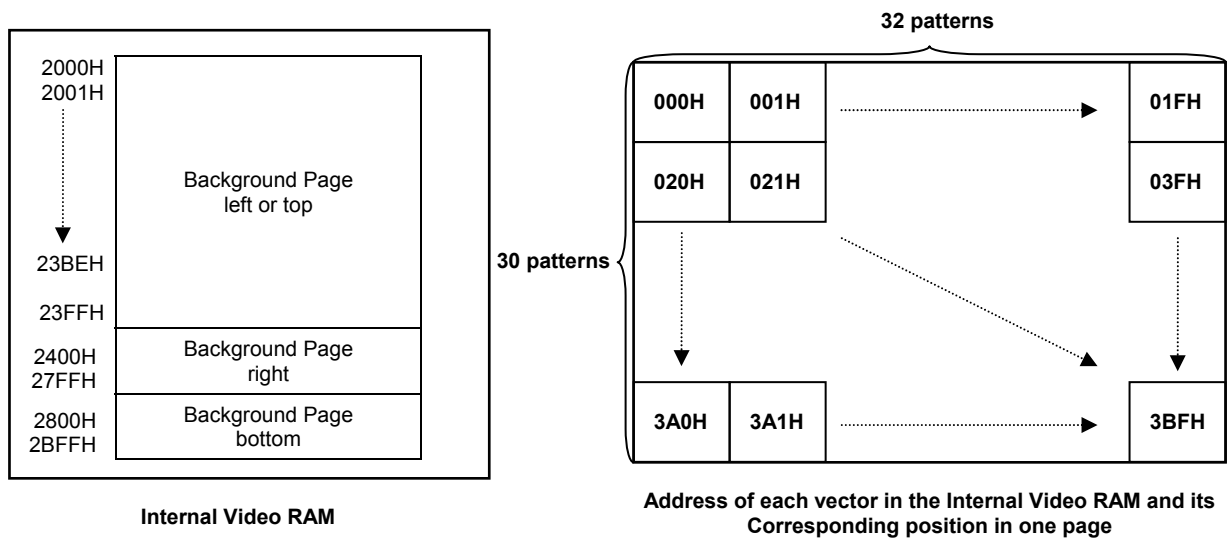 2000H
2001H
Background Page
left or top
23BEH
23FFH
2400H
27FFH
Background Page
right
2800H
2BFFH
Background Page
bottom
Internal Video RAM
32 patterns
30 patterns
000H 001H 01FH
020H 021H 03FH
3A0H 3A1H 3BFH
Address of each vector in the Internal Video RAM and its
Corresponding position in one page